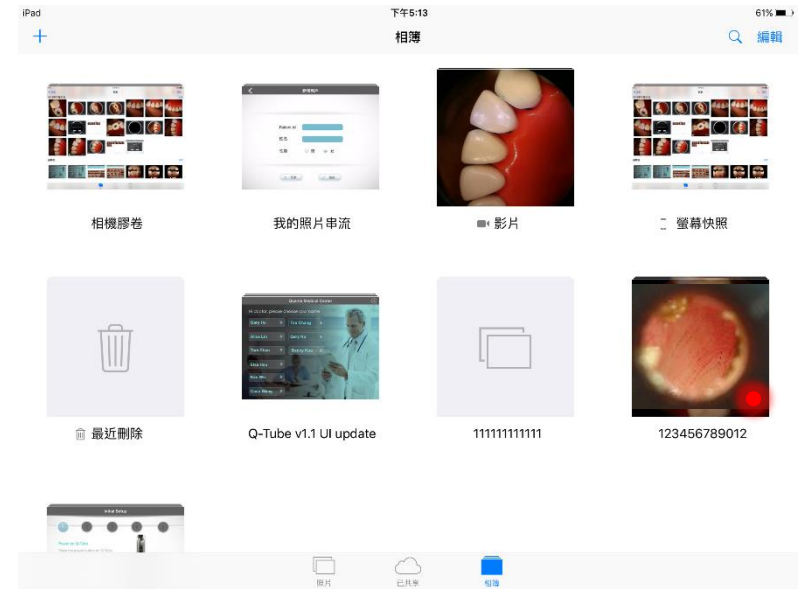 iPad
下午5:13
61%
相簿
編輯
相機膠卷
我的照片串流
影片
螢幕快照
最近刪除
Q-Tube v1.1 UI update
111111111111
123456789012
Initial Setup
照片
已共享
相簿